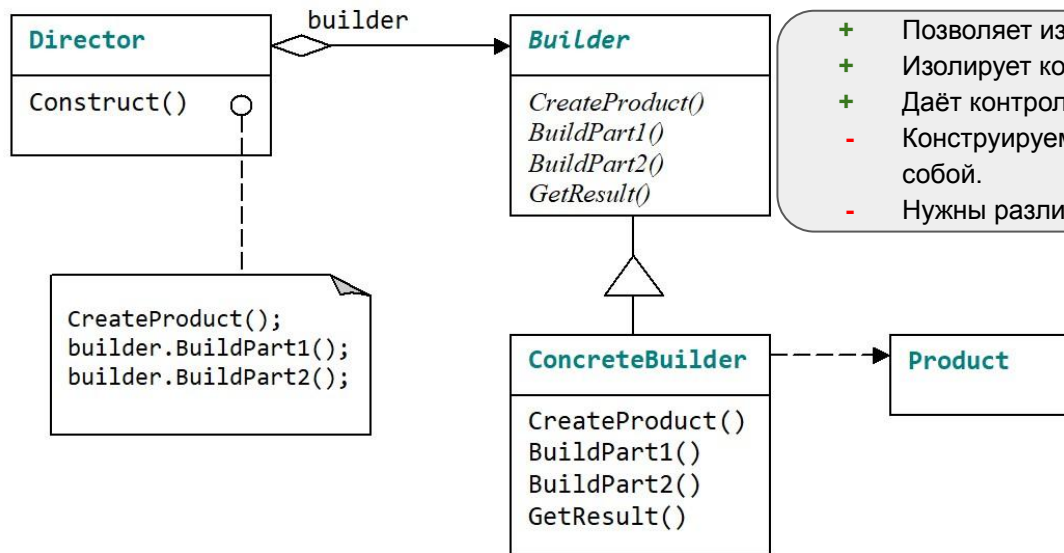 builder
Director
Construct()
CreateProduct();
builder.BuildPart1();
builder.BuildPart2();
Builder
CreateProduct()
BuildPart1()
BuildPart2()
GetResult()
ConcreteBuilder
CreateProduct()
BuildPart1()
BuildPart2()
GetResult()
Product
+ Позволяет из
+ Изолирует ко
+ Даёт контрол
- Конструируем
собой.
- Нужны разли